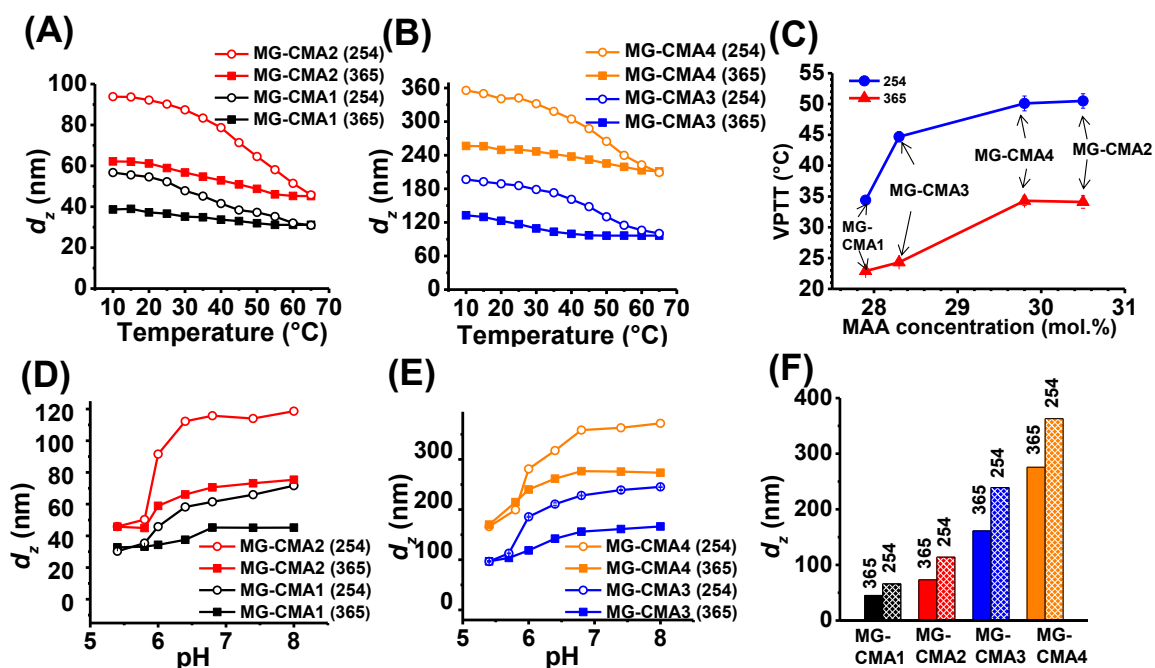 (A)
MG-CMA2 (254)
MG-CMA2 (365)
MG-CMA1 (254)
MG-CMA1 (365)
100
80
60
40
20
0
d_z (nm)
10 20 30 40 50 60 70
Temperature (°C)
(B)
MG-CMA4 (254)
MG-CMA4 (365)
MG-CMA3 (254)
MG-CMA3 (365)
360
300
240
180
120
60
0
d_z (nm)
10 20 30 40 50 60 70
Temperature (°C)
(C)
254
365
55
50
45
40
35
30
25
20
VPTT (°C)
MG-CMA4
MG-CMA2
MG-CMA3
MG-
CMA1
28 29 30 31
MAA concentration (mol.%)
(D)
120
100
80
60
40
20
0
d_z (nm)
MG-CMA2 (254)
MG-CMA2 (365)
MG-CMA1 (254)
MG-CMA1 (365)
5 6 7 8
pH
(E)
300
200
100
0
d_z (nm)
MG-CMA4 (254)
MG-CMA4 (365)
MG-CMA3 (254)
MG-CMA3 (365)
5 6 7 8
pH
(F)
400
300
200
100
0
d_z (nm)
365 254 365 254 365 254 365 254
MG- MG- MG- MG-
CMA1 CMA2 CMA3 CMA4